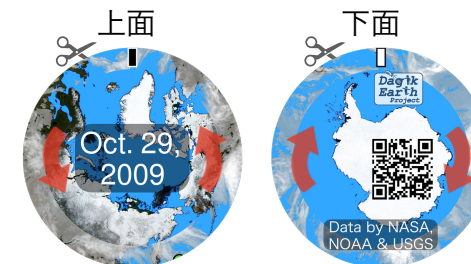 上面
下面
Oct. 29,
2009
Dagik
Earth
Project
Data by NASA,
NOAA & USGS